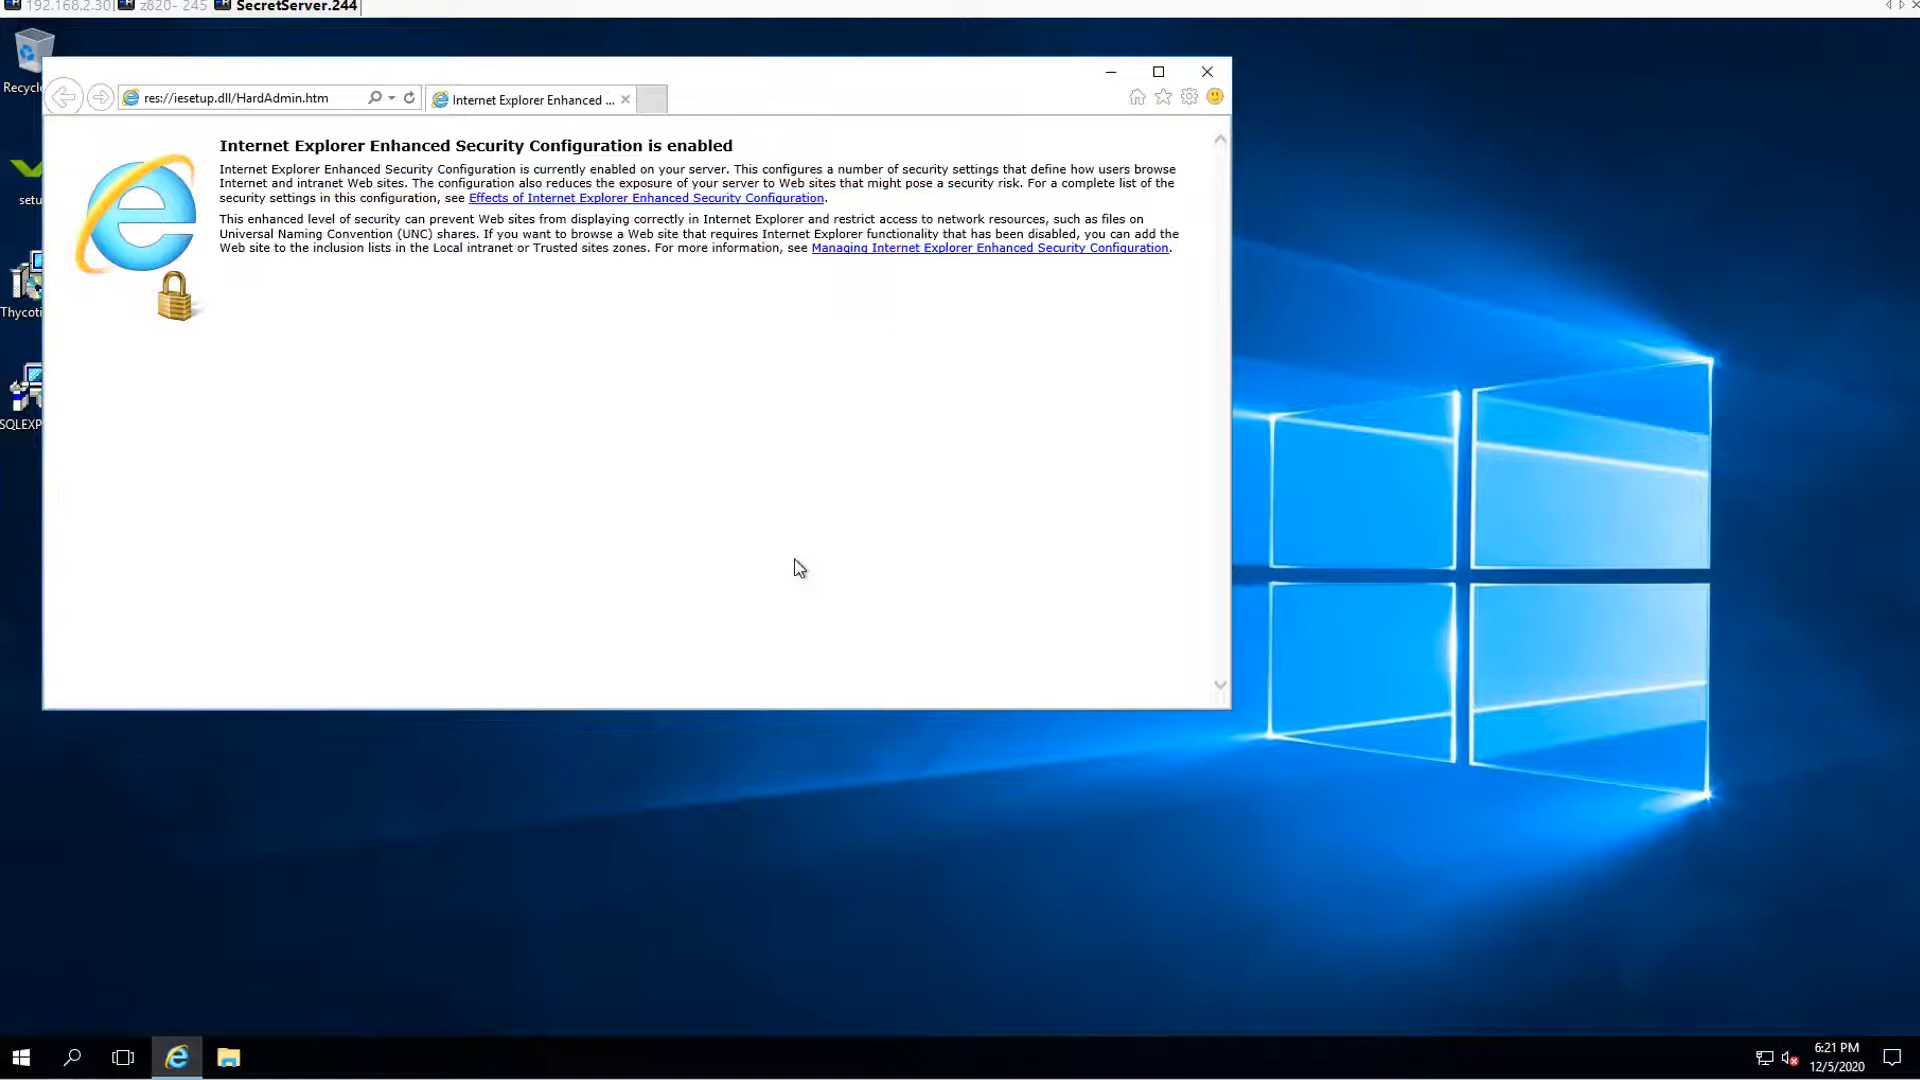 192.168.2.30 z820- 245 SecretServer.244
Recycle
res://iesetup.dll/HardAdmin.htm Internet Explorer Enhanced ...
Internet Explorer Enhanced Security Configuration is enabled
Internet Explorer Enhanced Security Configuration is currently enabled on your server. This configures a number of security settings that define how users browse
Internet and intranet Web sites. The configuration also reduces the exposure of your server to Web sites that might pose a security risk. For a complete list of the
security settings in this configuration, see Effects of Internet Explorer Enhanced Security Configuration.
This enhanced level of security can prevent Web sites from displaying correctly in Internet Explorer and restrict access to network resources, such as files on
Universal Naming Convention (UNC) shares. If you want to browse a Web site that requires Internet Explorer functionality that has been disabled, you can add the
Web site to the inclusion lists in the Local intranet or Trusted sites zones. For more information, see Managing Internet Explorer Enhanced Security Configuration.
setu
Thycoti
SQLEXP
6:21 PM
12/5/2020